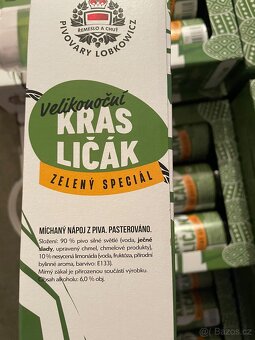 ŘEMESLO A CHUŤ
PIVOVARY LOBKOWICZ
Velikonoční
KRAS
LIČÁK
ZELENÝ SPECIÁL
MÍCHANÝ NÁPOJ Z PIVA. PASTEROVÁNO.
Složení: 90 % pivo silné světlé (voda, ječné
slady, upravený chmel, chmelové produkty),
10 % nesycená limonáda (voda, fruktóza, přírodní
bylinné aroma, barvivo: E133).
Mírný zákal je přirozenou součástí výrobku.
Obsah alkoholu: 6,0 % obj.
Bazoš.cz